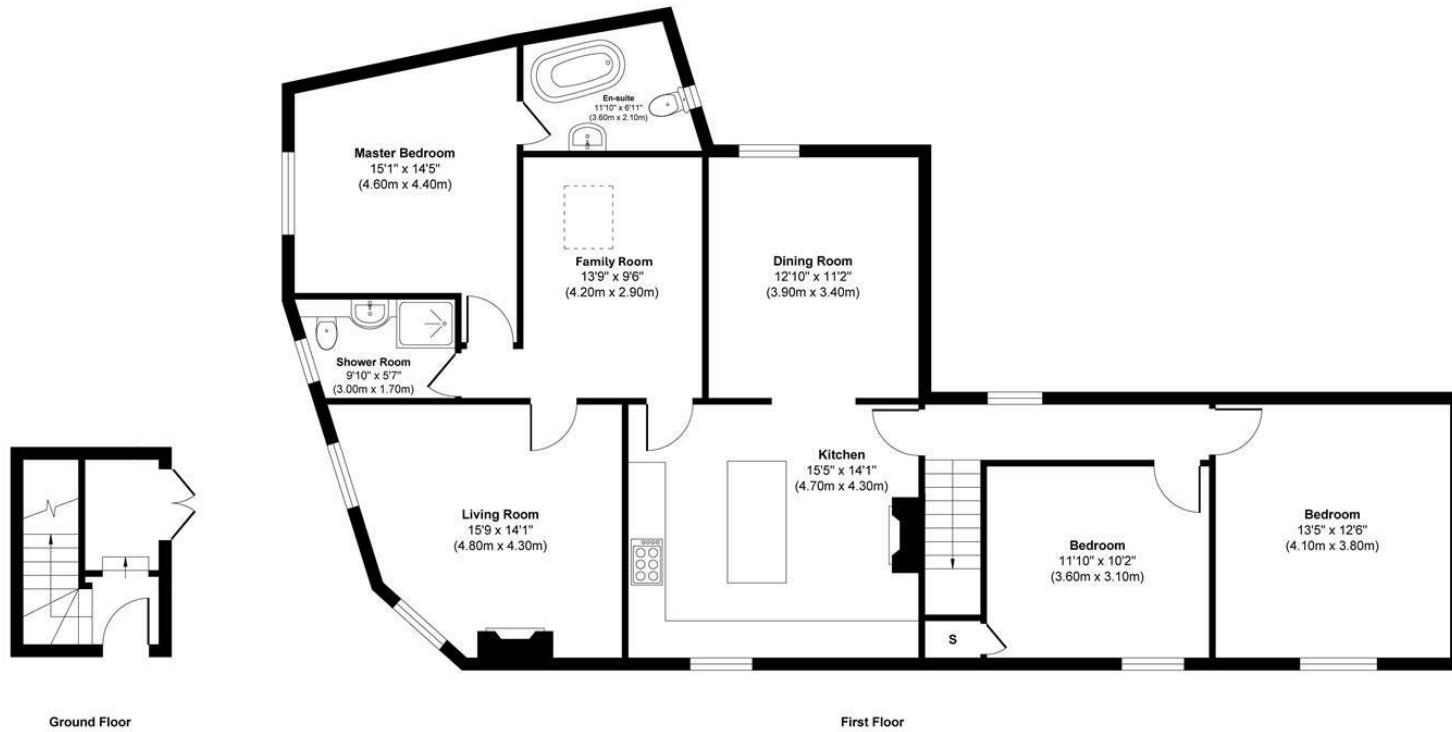 En-suite
11'10" x 6'11"
(3.60m x 2.10m)
Master Bedroom
15'1" x 14'5"
(4.60m x 4.40m)
Family Room
13'9" x 9'6"
(4.20m x 2.90m)
Dining Room
12'10" x 11'2"
(3.90m x 3.40m)
Shower Room
9'10" x 5'7"
(3.00m x 1.70m)
Kitchen
15'5" x 14'1"
(4.70m x 4.30m)
Living Room
15'9 x 14'1"
(4.80m x 4.30m)
Bedroom
11'10" x 10'2"
(3.60m x 3.10m)
Bedroom
13'5" x 12'6"
(4.10m x 3.80m)
S
Ground Floor
First Floor